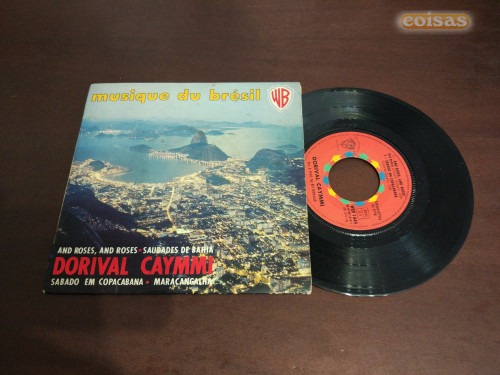 coisas
musique du brésil
WB
AND ROSES, AND ROSES - SAUDADES DE BAHIA
DORIVAL CAYMMI
SABADO EM COPACABANA - MARACANGALHA
DORIVAL CAYMMI